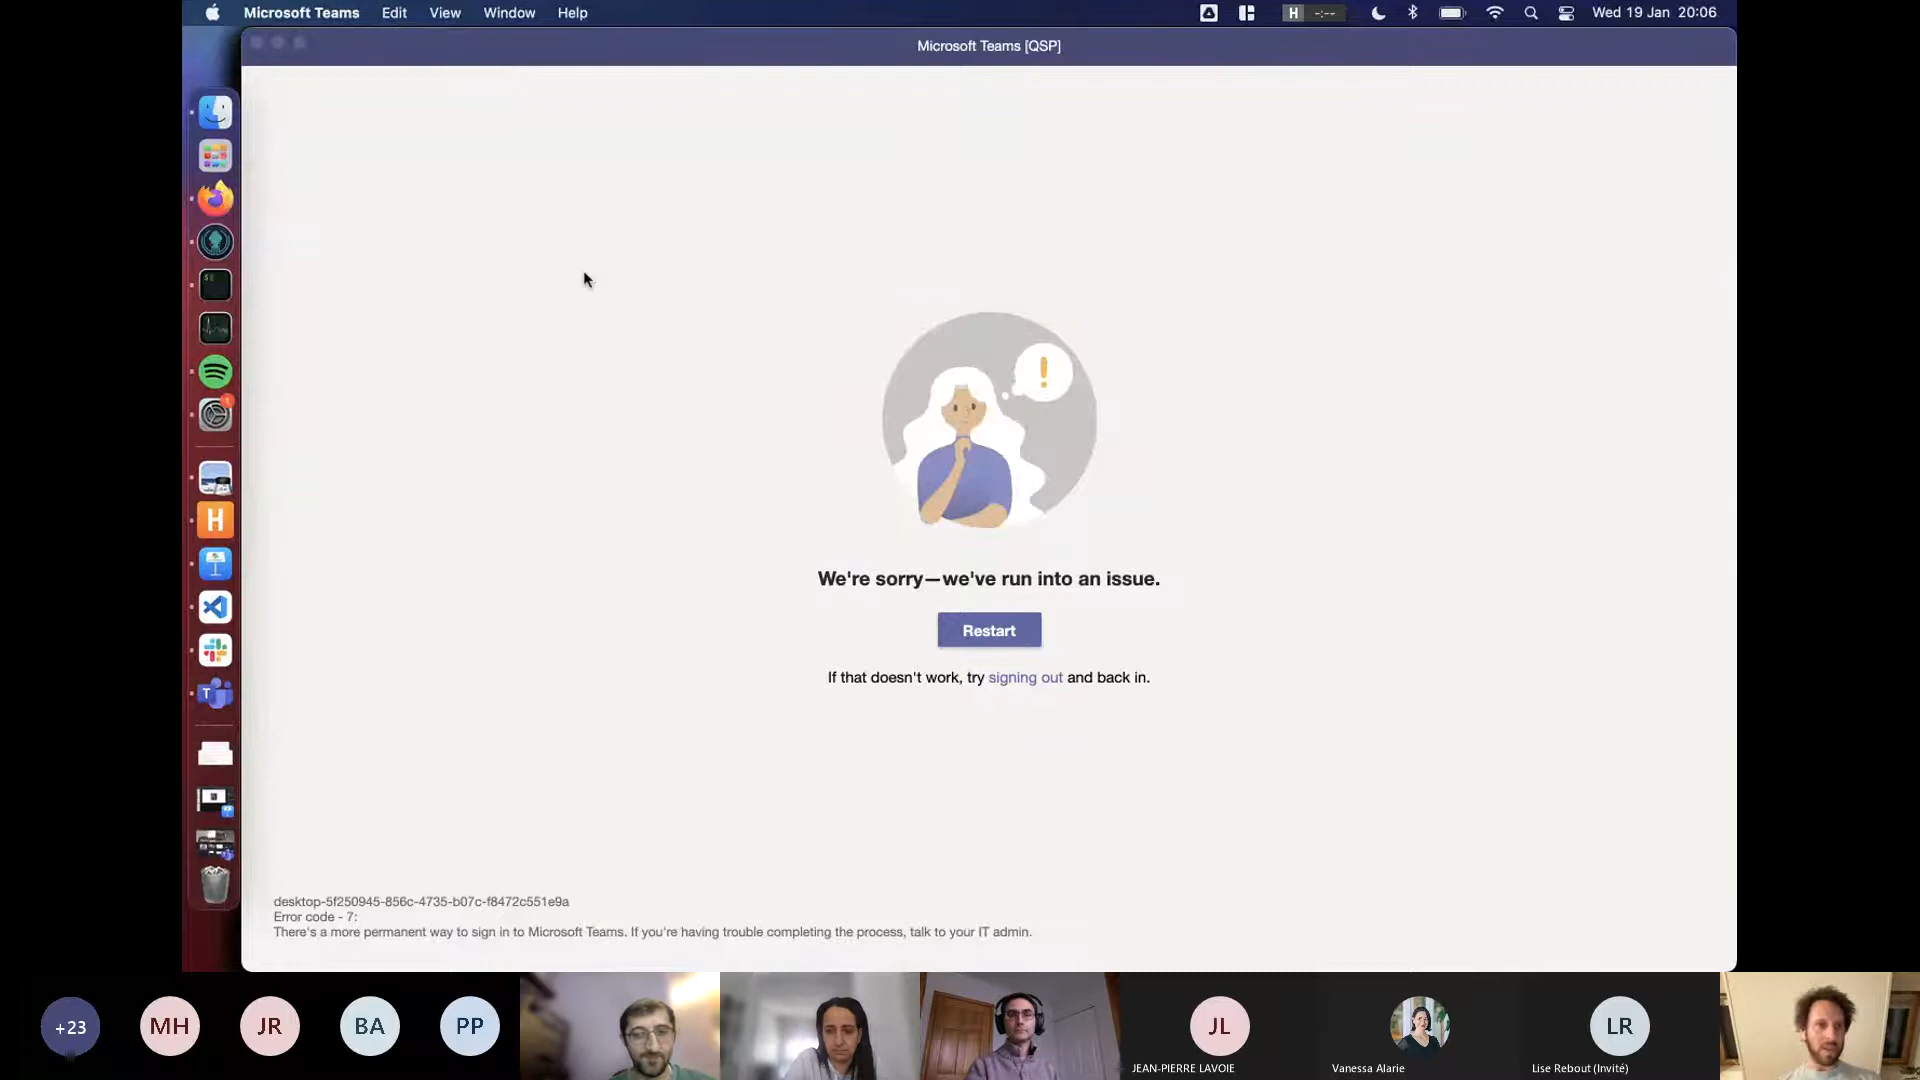 Microsoft Teams Edit View Window Help
H -:-- Wed 19 Jan 20:06
Microsoft Teams [QSP]
!
We're sorry—we've run into an issue.
Restart
If that doesn't work, try signing out and back in.
H
T
1
desktop-5f250945-856c-4735-b07c-f8472c551e9a
Error code - 7:
There's a more permanent way to sign in to Microsoft Teams. If you're having trouble completing the process, talk to your IT admin.
+23 MH JR BA PP JL LR
JEAN-PIERRE LAVOIE Vanessa Alarie Lise Rebout (Invité)